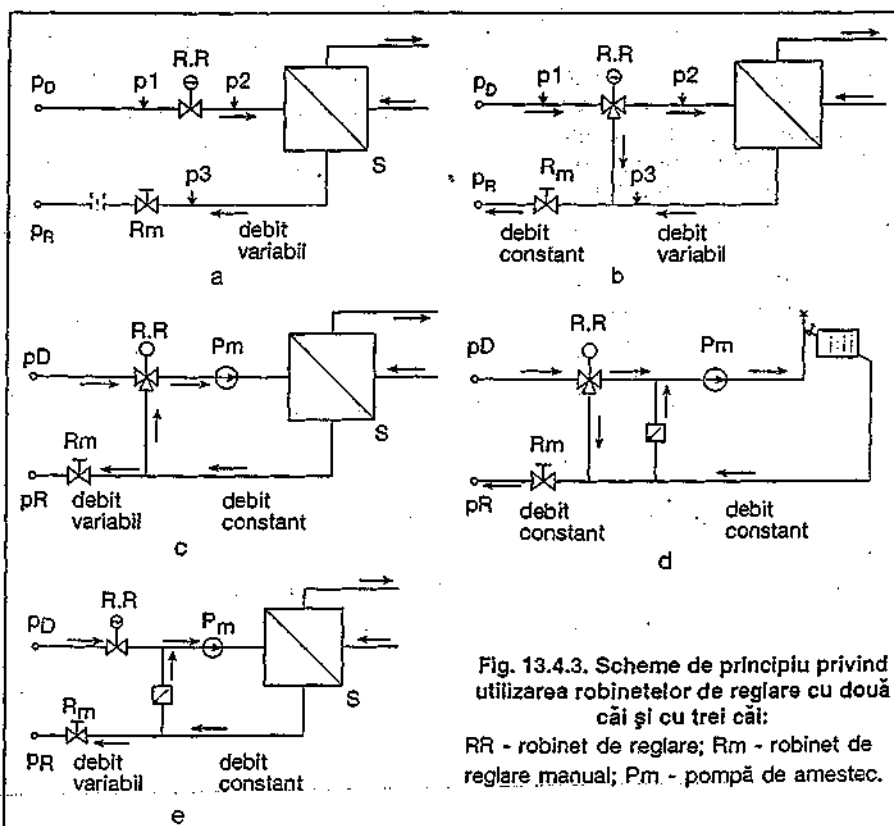 R.R
p1
p2
pD
p3
S
pR
Rm
debit
variabil
a
R.R
p1
p2
pD
Rm
p3
pR
debit
constant
debit
variabil
b
R.R
Pm
pD
S
Rm
pR
debit
variabil
debit
constant
c
R.R
Pm
pD
Rm
pR
debit
constant
debit
constant
d
R.R
Pm
pD
S
Rm
pR
debit
variabil
debit
constant
e
Fig. 13.4.3. Scheme de principiu privind
utilizarea robinetelor de reglare cu două
căi și cu trei căi:
RR - robinet de reglare; Rm - robinet de
reglare manual; Pm - pompă de amestec.